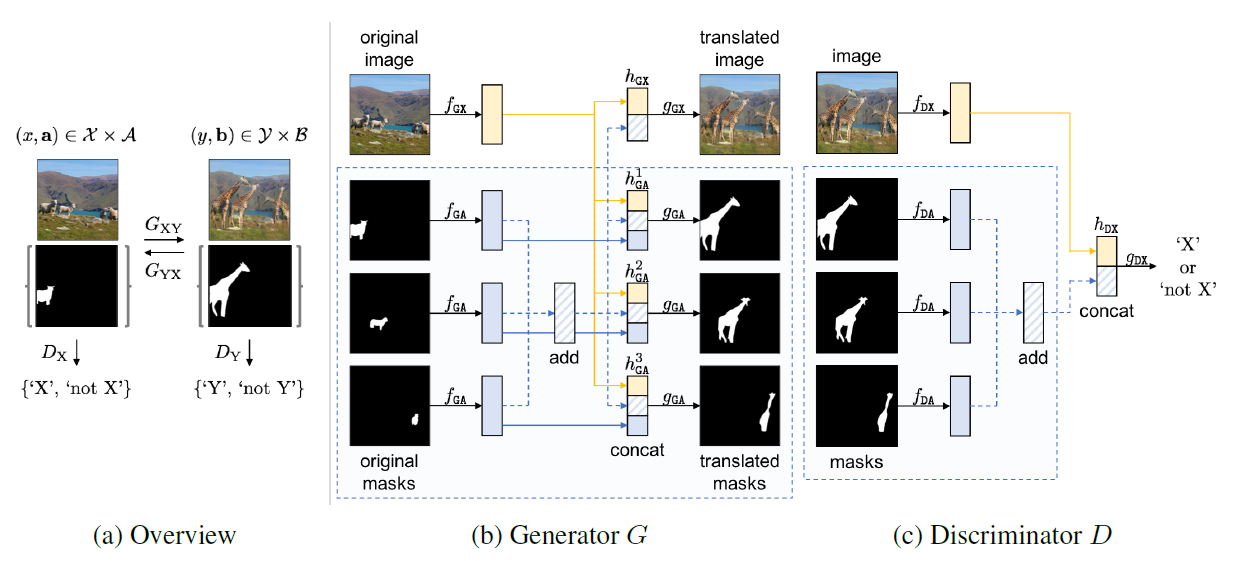 (x, a) ∈ 𝒳 × 𝒜
(y, b) ∈ 𝒴 × ℬ
G_XY
G_YX
D_X
D_Y
{‘X’, ‘not X’}
{‘Y’, ‘not Y’}
(a) Overview
original
image
f_GX
h_GX
g_GX
translated
image
f_GA
h¹_GA
g_GA
f_GA
h²_GA
g_GA
add
f_GA
h³_GA
g_GA
concat
original
masks
translated
masks
(b) Generator G
image
f_DX
f_DA
f_DA
f_DA
masks
add
h_DX
g_DX
concat
‘X’
or
‘not X’
(c) Discriminator D